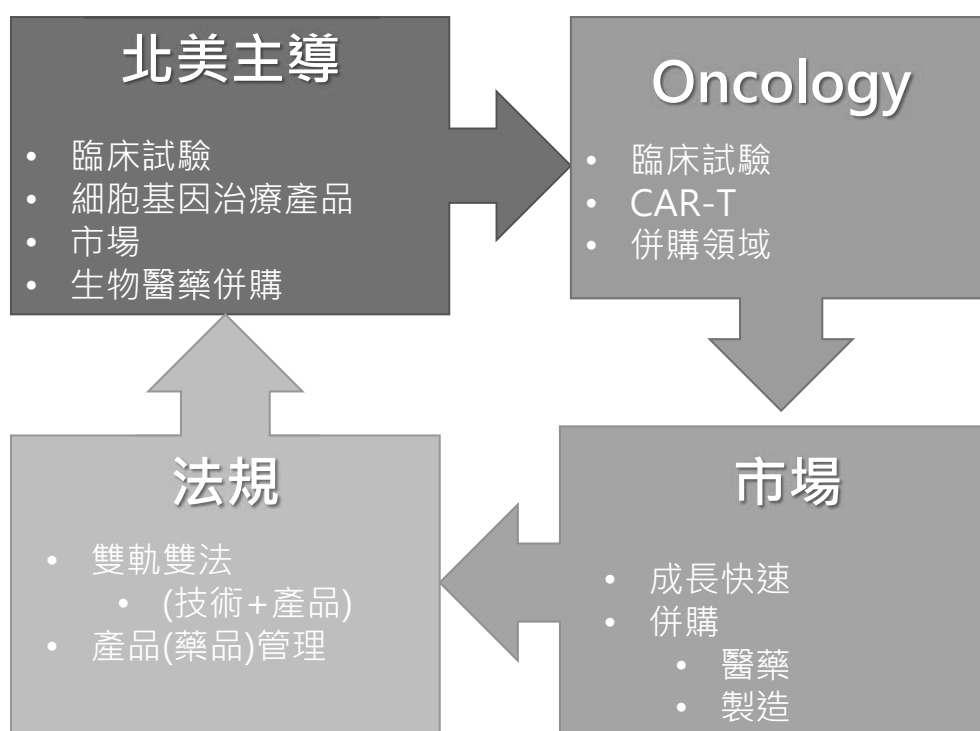 北美主導
• 臨床試驗
• 細胞基因治療產品
• 市場
• 生物醫藥併購
Oncology
• 臨床試驗
• CAR-T
• 併購領域
市場
• 成長快速
• 併購
• 醫藥
• 製造
法規
• 雙軌雙法
• (技術+產品)
• 產品(藥品)管理